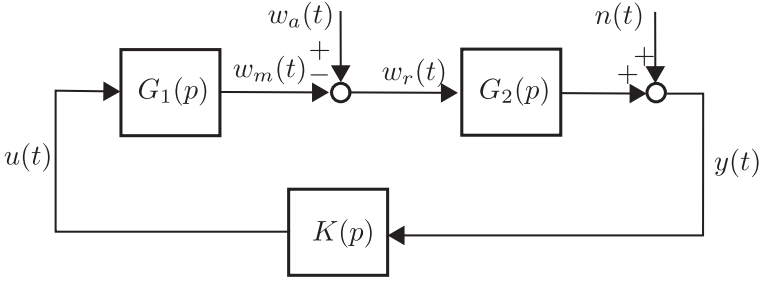 w_a(t)
n(t)
+
+
w_m(t)
−
w_r(t)
+
G_1(p)
G_2(p)
u(t)
y(t)
K(p)